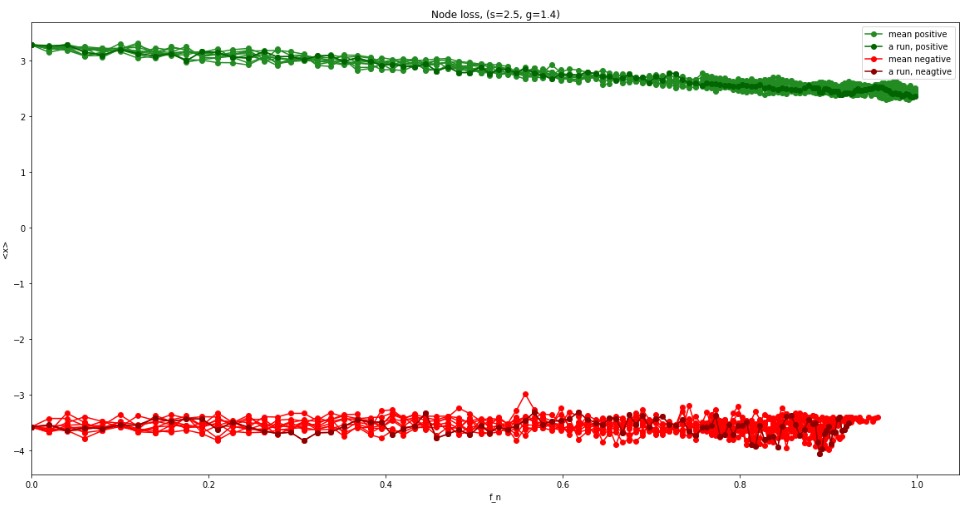 Node loss, (s=2.5, g=1.4)
mean positive
a run, positive
mean negative
a run, neagtive
3
2
1
0
−1
−2
−3
−4
<x>
0.0 0.2 0.4 0.6 0.8 1.0
f_n